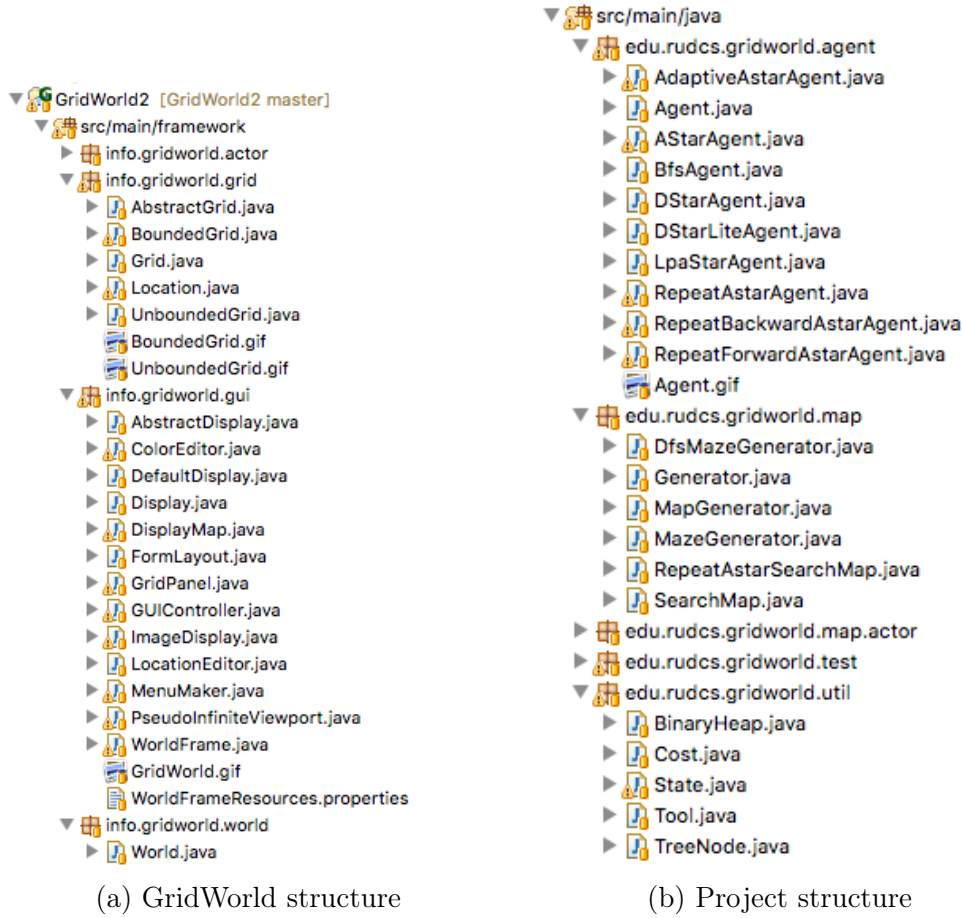 GridWorld2 [GridWorld2 master]
src/main/framework
info.gridworld.actor
info.gridworld.grid
AbstractGrid.java
BoundedGrid.java
Grid.java
Location.java
UnboundedGrid.java
BoundedGrid.gif
UnboundedGrid.gif
info.gridworld.gui
AbstractDisplay.java
ColorEditor.java
DefaultDisplay.java
Display.java
DisplayMap.java
FormLayout.java
GridPanel.java
GUIController.java
ImageDisplay.java
LocationEditor.java
MenuMaker.java
PseudoInfiniteViewport.java
WorldFrame.java
GridWorld.gif
WorldFrameResources.properties
info.gridworld.world
World.java
(a) GridWorld structure
src/main/java
edu.rudcs.gridworld.agent
AdaptiveAstarAgent.java
Agent.java
AStarAgent.java
BfsAgent.java
DStarAgent.java
DStarLiteAgent.java
LpaStarAgent.java
RepeatAstarAgent.java
RepeatBackwardAstarAgent.java
RepeatForwardAstarAgent.java
Agent.gif
edu.rudcs.gridworld.map
DfsMazeGenerator.java
Generator.java
MapGenerator.java
MazeGenerator.java
RepeatAstarSearchMap.java
SearchMap.java
edu.rudcs.gridworld.map.actor
edu.rudcs.gridworld.test
edu.rudcs.gridworld.util
BinaryHeap.java
Cost.java
State.java
Tool.java
TreeNode.java
(b) Project structure